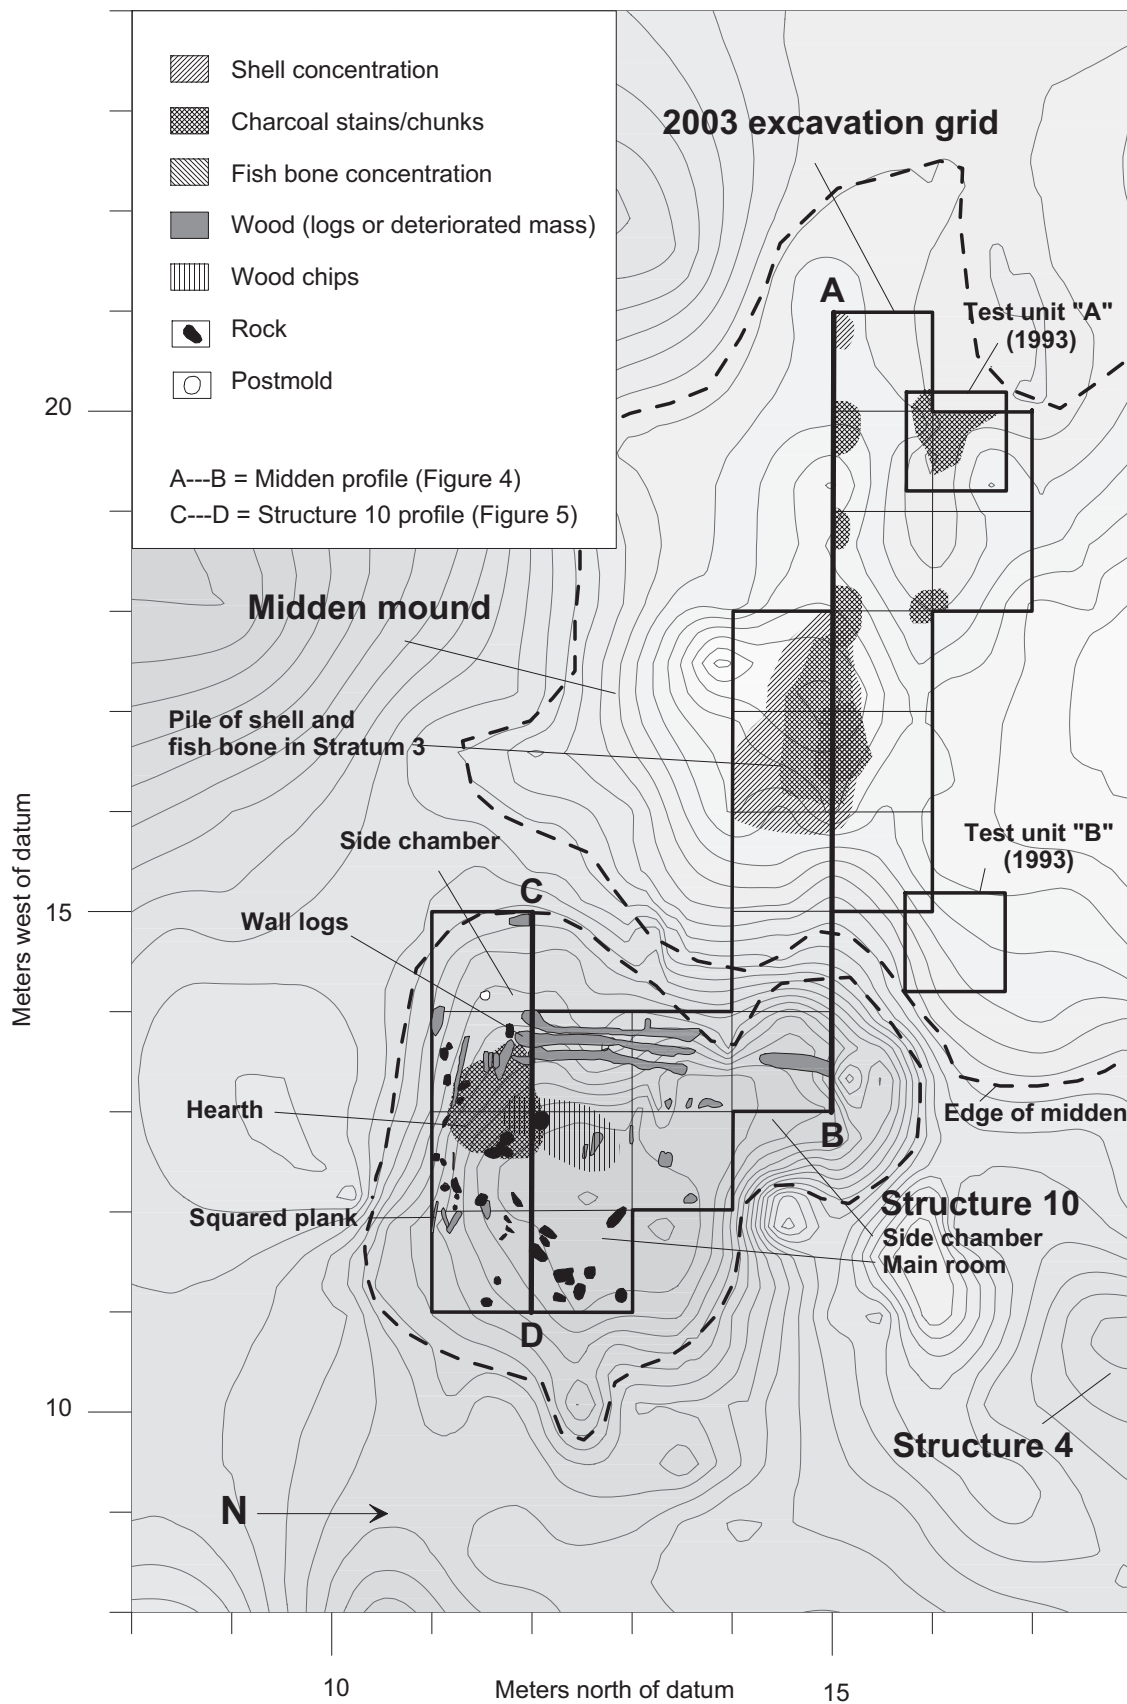 Shell concentration
Charcoal stains/chunks
Fish bone concentration
Wood (logs or deteriorated mass)
Wood chips
Rock
Postmold
A---B = Midden profile (Figure 4)
C---D = Structure 10 profile (Figure 5)
2003 excavation grid
A
Test unit "A"
(1993)
20
Midden mound
Pile of shell and
fish bone in Stratum 3
Side chamber
Test unit "B"
(1993)
C
15
Wall logs
Meters west of datum
Hearth
Edge of midden
B
Squared plank
Structure 10
Side chamber
Main room
D
10
Structure 4
N
10
Meters north of datum
15